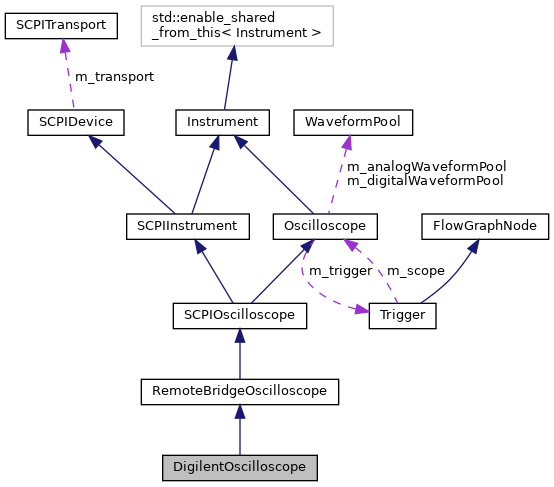 SCPITransport
std::enable_shared
_from_this< Instrument >
m_transport
SCPIDevice
Instrument
WaveformPool
m_analogWaveformPool
m_digitalWaveformPool
SCPIInstrument
Oscilloscope
FlowGraphNode
m_trigger
m_scope
SCPIOscilloscope
Trigger
RemoteBridgeOscilloscope
DigilentOscilloscope